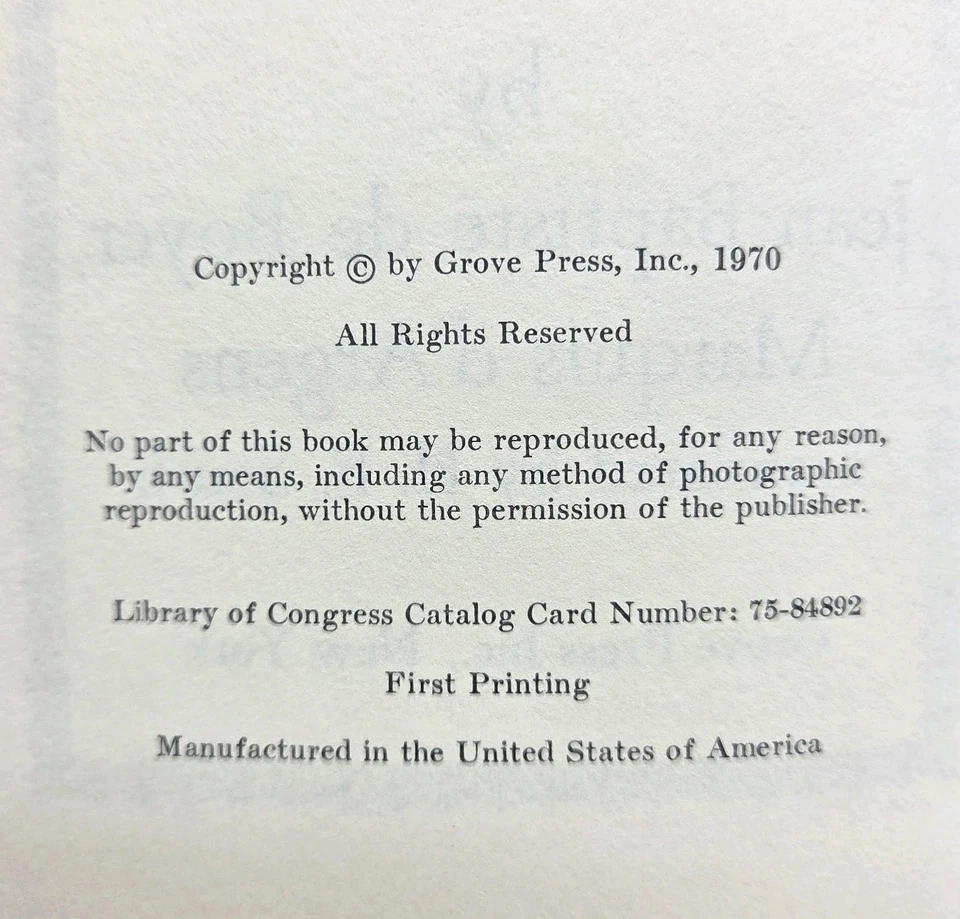 Copyright © by Grove Press, Inc., 1970
All Rights Reserved
No part of this book may be reproduced, for any reason,
by any means, including any method of photographic
reproduction, without the permission of the publisher.
Library of Congress Catalog Card Number: 75-84892
First Printing
Manufactured in the United States of America